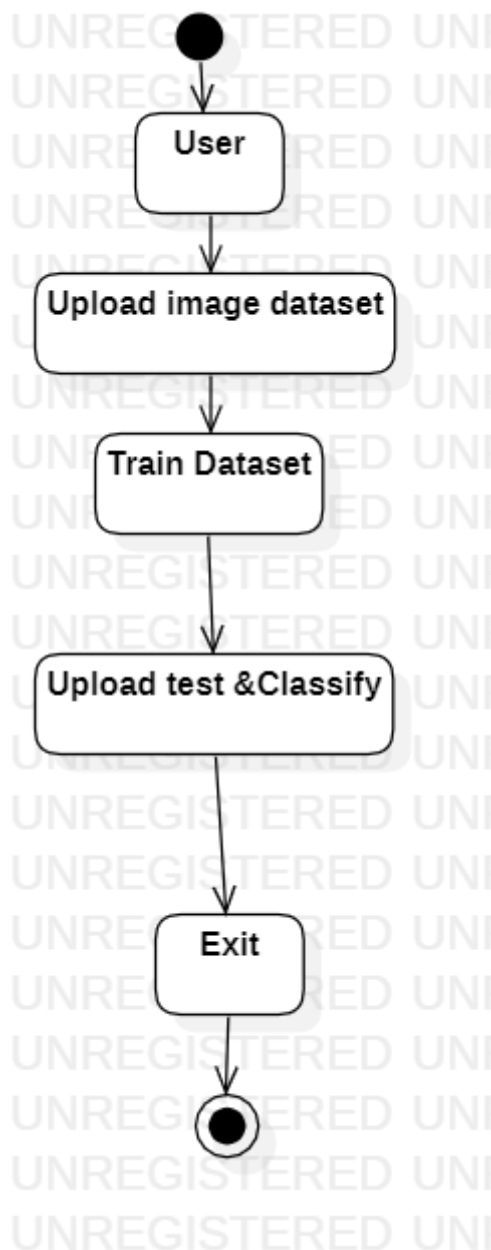 User
Upload image dataset
Train Dataset
Upload test &Classify
Exit